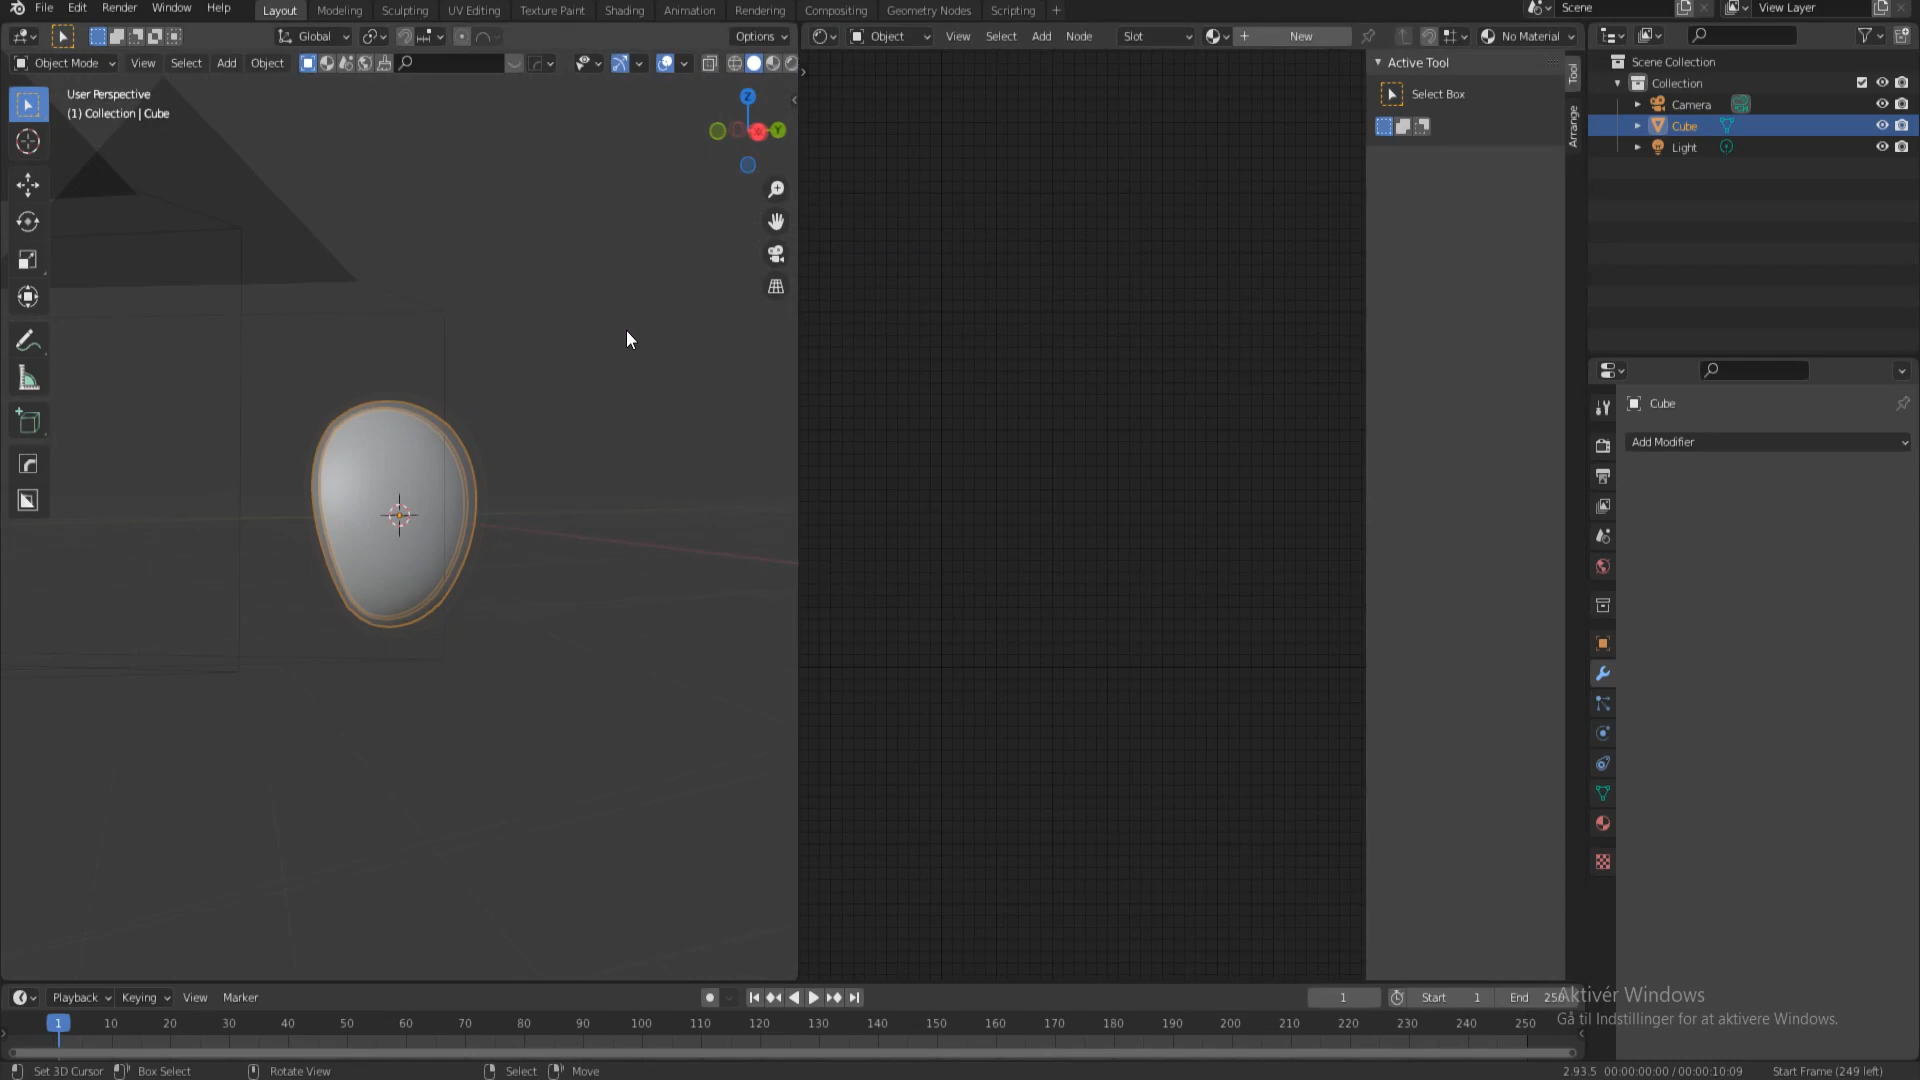 File Edit Render Window Help Layout Modeling Sculpting UV Editing Texture Paint Shading Animation Rendering Compositing Geometry Nodes Scripting + Scene View Layer
Global Options Object View Select Add Node Slot New No Material
Object Mode View Select Add Object
User Perspective
(1) Collection | Cube
Z
Y
Active Tool
Select Box
Tool
Arrange
Scene Collection
Collection
Camera
Cube
Light
Cube
Add Modifier
Playback Keying View Marker 1 Start 1 End 250
1 10 20 30 40 50 60 70 80 90 100 110 120 130 140 150 160 170 180 190 200 210 220 230 240 250
Aktivér Windows
Gå til Indstillinger for at aktivere Windows.
Set 3D Cursor Box Select Rotate View Select Move 2.93.5 00:00:00:00 / 00:00:10:09 Start Frame (249 left)